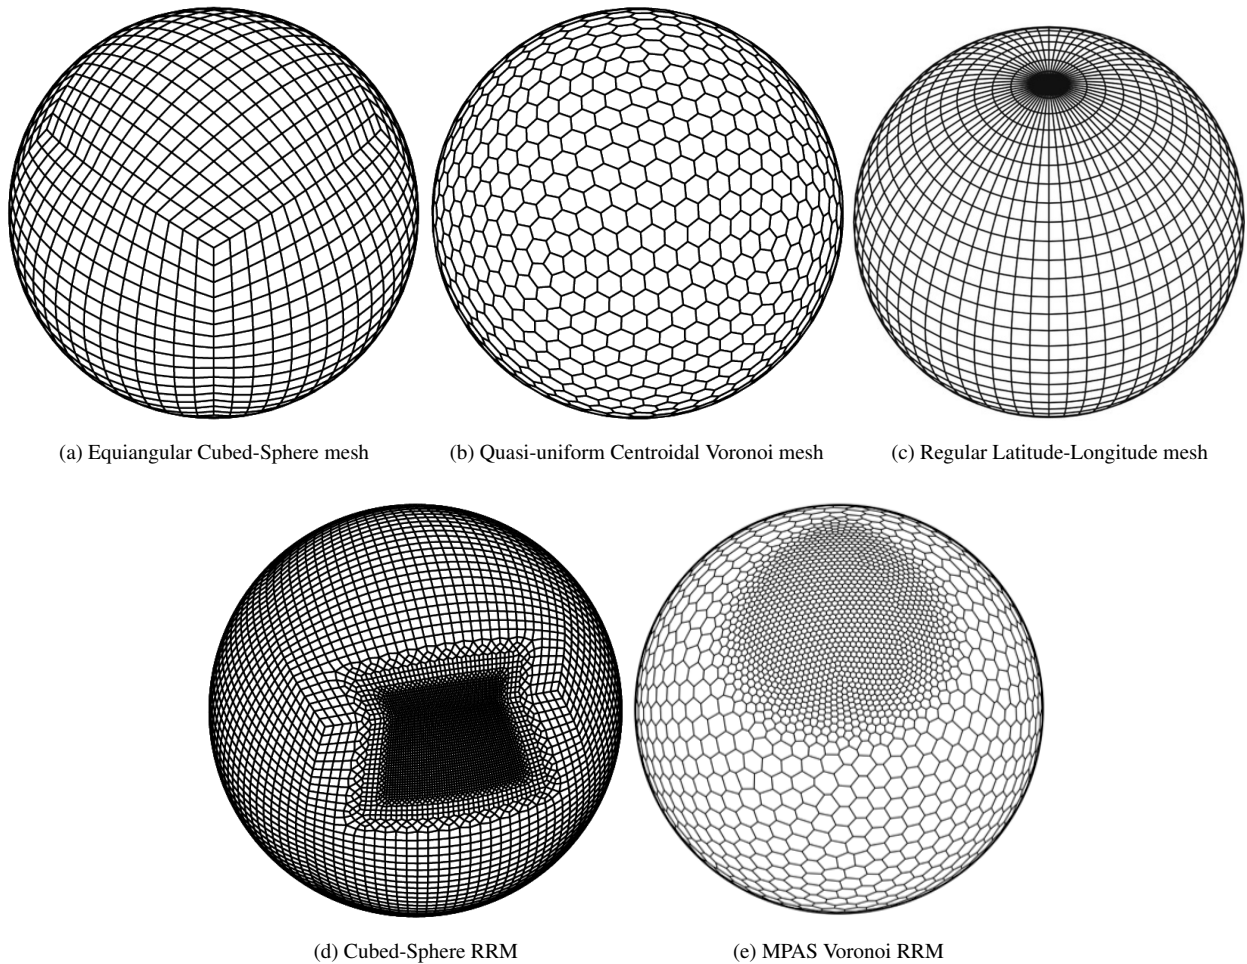 (a) Equiangular Cubed-Sphere mesh
(b) Quasi-uniform Centroidal Voronoi mesh
(c) Regular Latitude-Longitude mesh
(d) Cubed-Sphere RRM
(e) MPAS Voronoi RRM